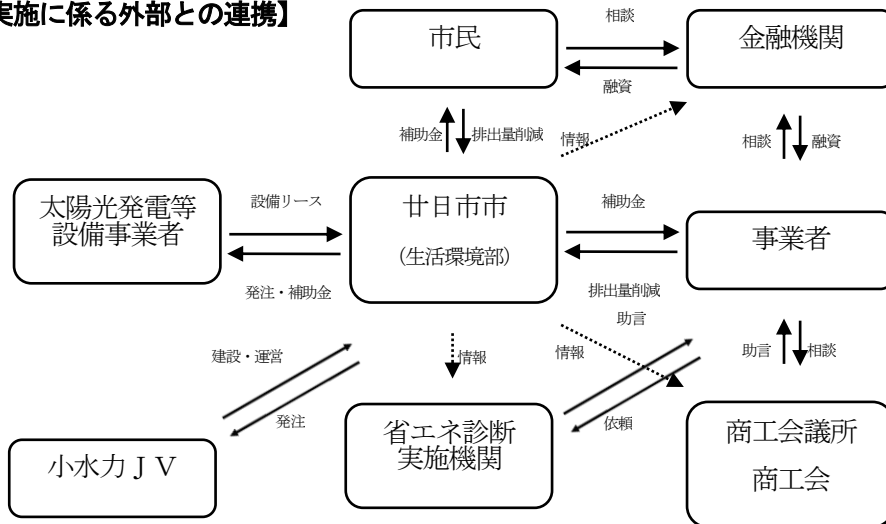 実施に係る外部との連携】
市民
相談
融資
金融機関
補助金
排出量削減
情報
相談
融資
太陽光発電等
設備事業者
設備リース
発注・補助金
廿日市市
(生活環境部)
補助金
排出量削減
助言
事業者
建設・運営
発注
情報
情報
依頼
助言
相談
小水力ＪＶ
省エネ診断
実施機関
商工会議所
商工会